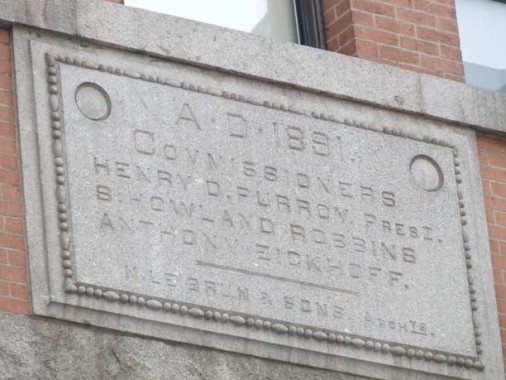 A·D·1891.
COMMISSIONERS
HENRY D. PURROY, PREST.
S. HOWLAND ROBBINS
ANTHONY EICKHOFF.
N. LE BRUN & SONS ARCHTS.